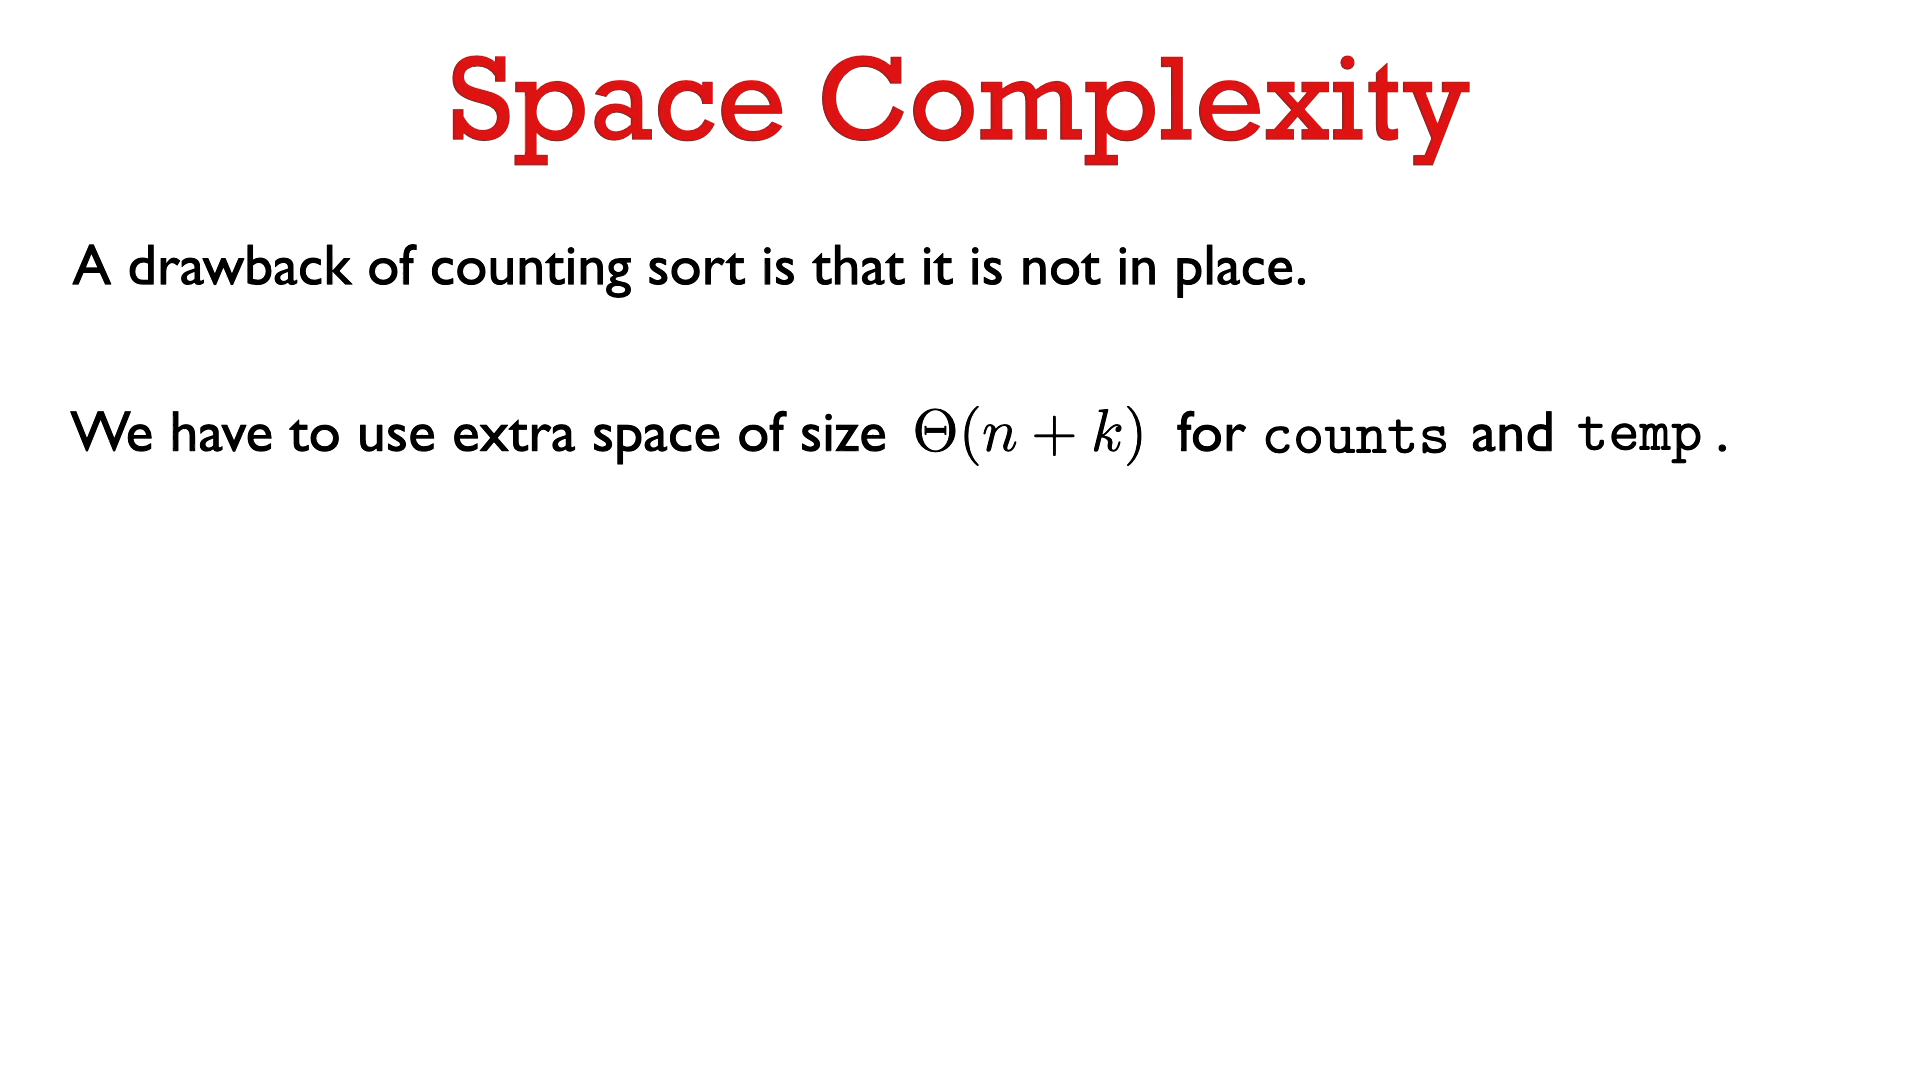 Space Complexity
A drawback of counting sort is that it is not in place.
We have to use extra space of size Θ(n + k) for counts and temp .